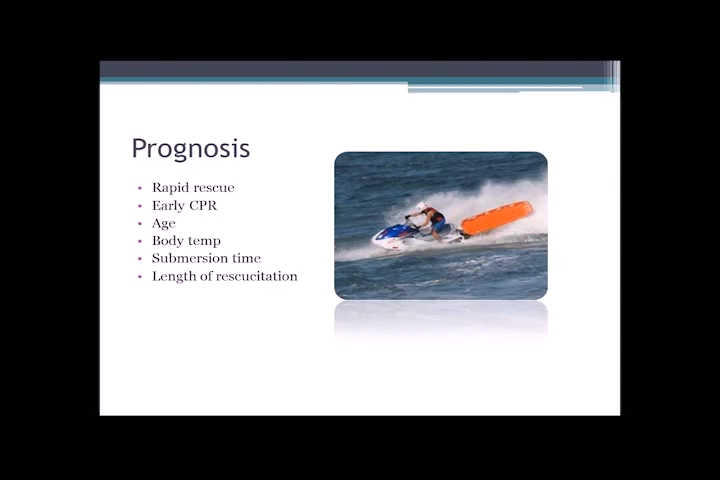 Prognosis
• Rapid rescue
• Early CPR
• Age
• Body temp
• Submersion time
• Length of rescucitation